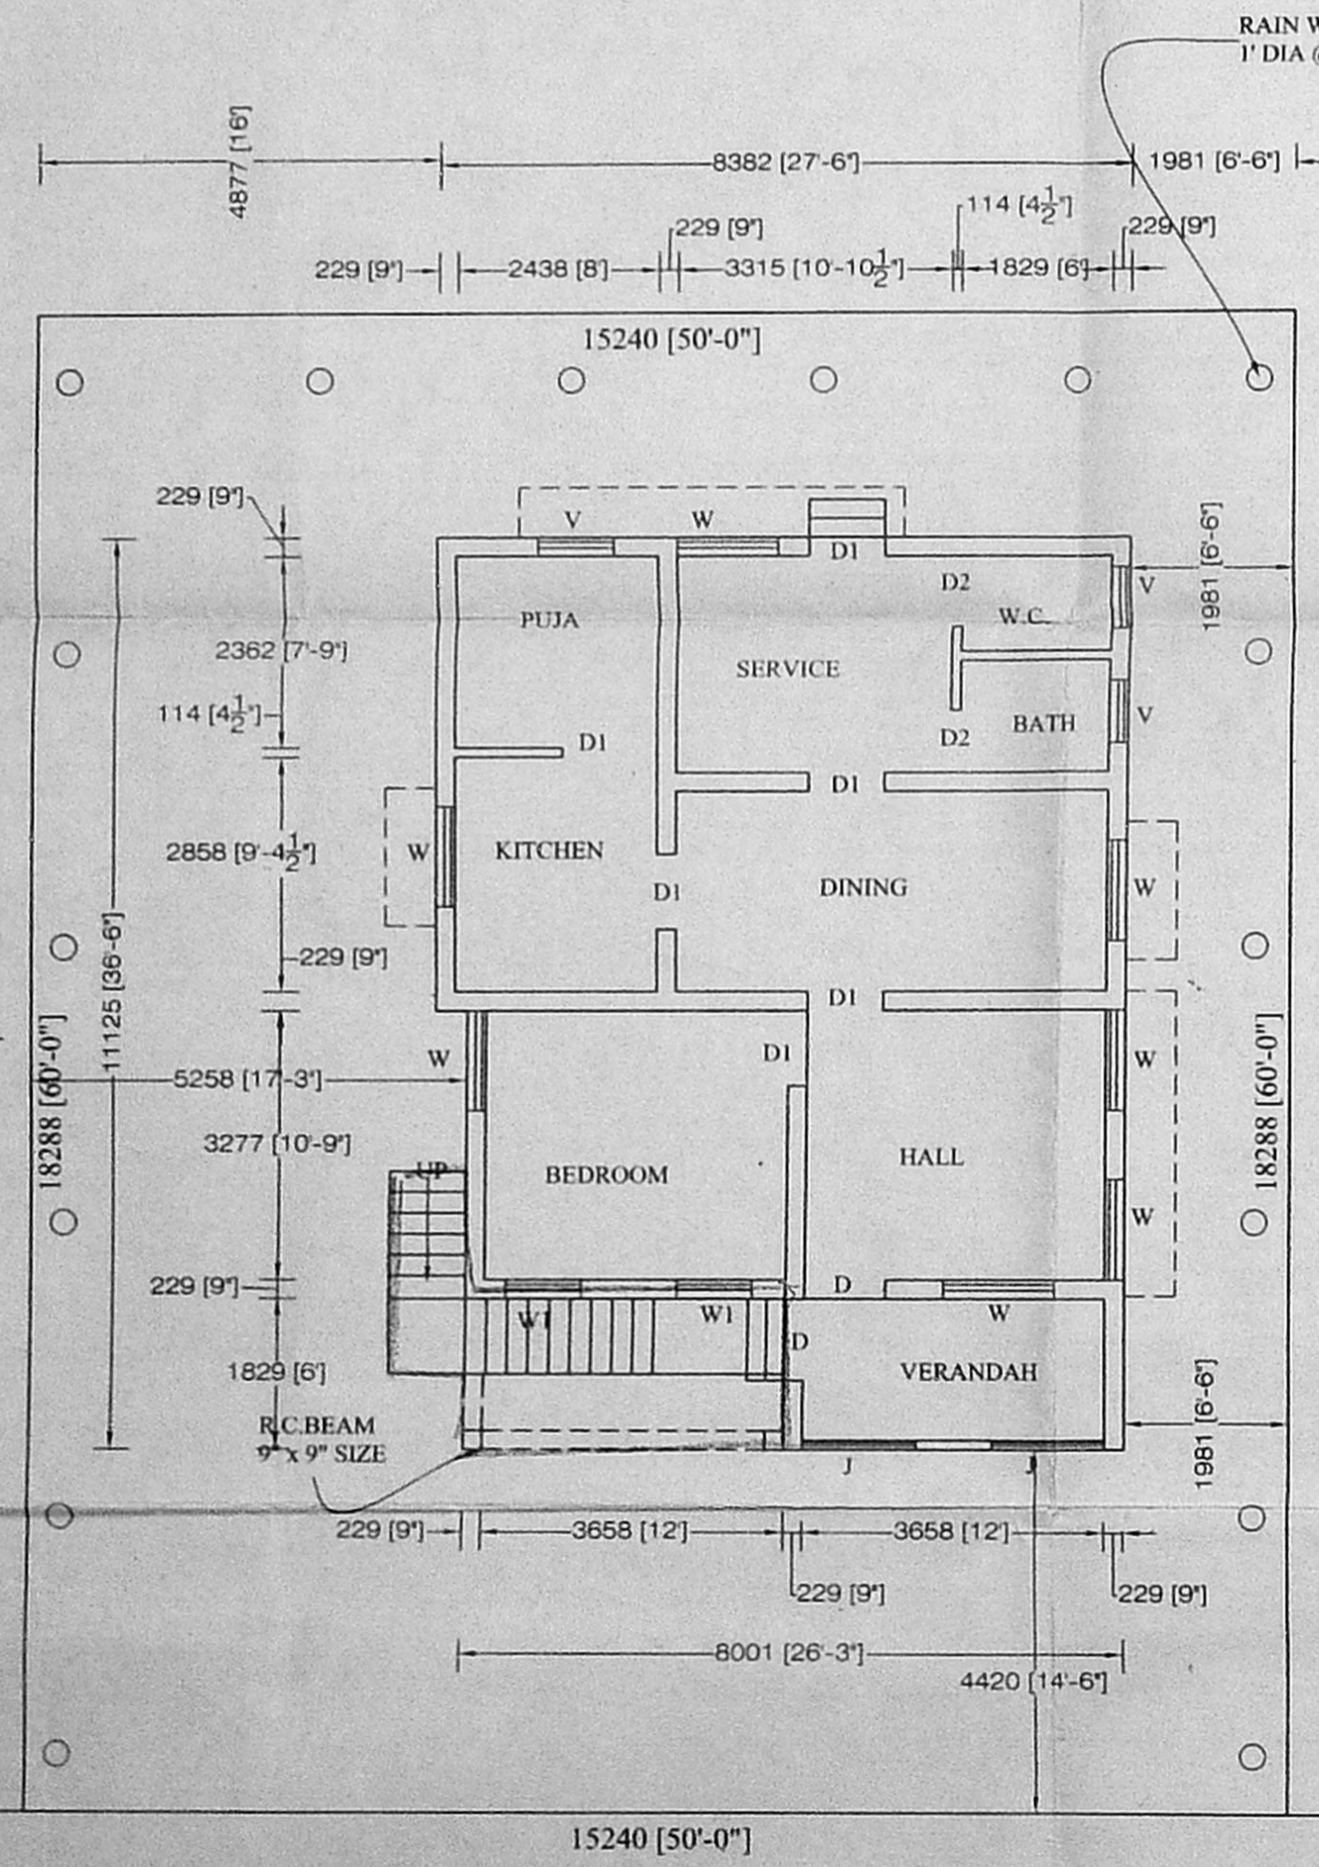 RAIN W
1' DIA @
4877 [16']
8382 [27'-6"]
1981 [6'-6"]
114 [4½"]
229 [9"]
229 [9"]
229 [9"]
2438 [8']
3315 [10'-10½"]
1829 [6']
15240 [50'-0"]
229 [9"]
V
W
D1
D2
V
1981 [6'-6"]
PUJA
W.C.
2362 [7'-9"]
SERVICE
114 [4½"]
D1
D2
BATH
V
D1
2858 [9'-4½"]
W
KITCHEN
D1
DINING
W
11125 [36'-6"]
229 [9"]
D1
W
D1
W
18288 [60'-0"]
5258 [17'-3"]
18288 [60'-0"]
3277 [10'-9"]
UP
BEDROOM
HALL
W
229 [9"]
D
W1
W1
W
D
1829 [6']
VERANDAH
1981 [6'-6"]
R.C.BEAM
9" x 9" SIZE
J
J
229 [9"]
3658 [12']
3658 [12']
229 [9"]
229 [9"]
8001 [26'-3"]
4420 [14'-6"]
15240 [50'-0"]